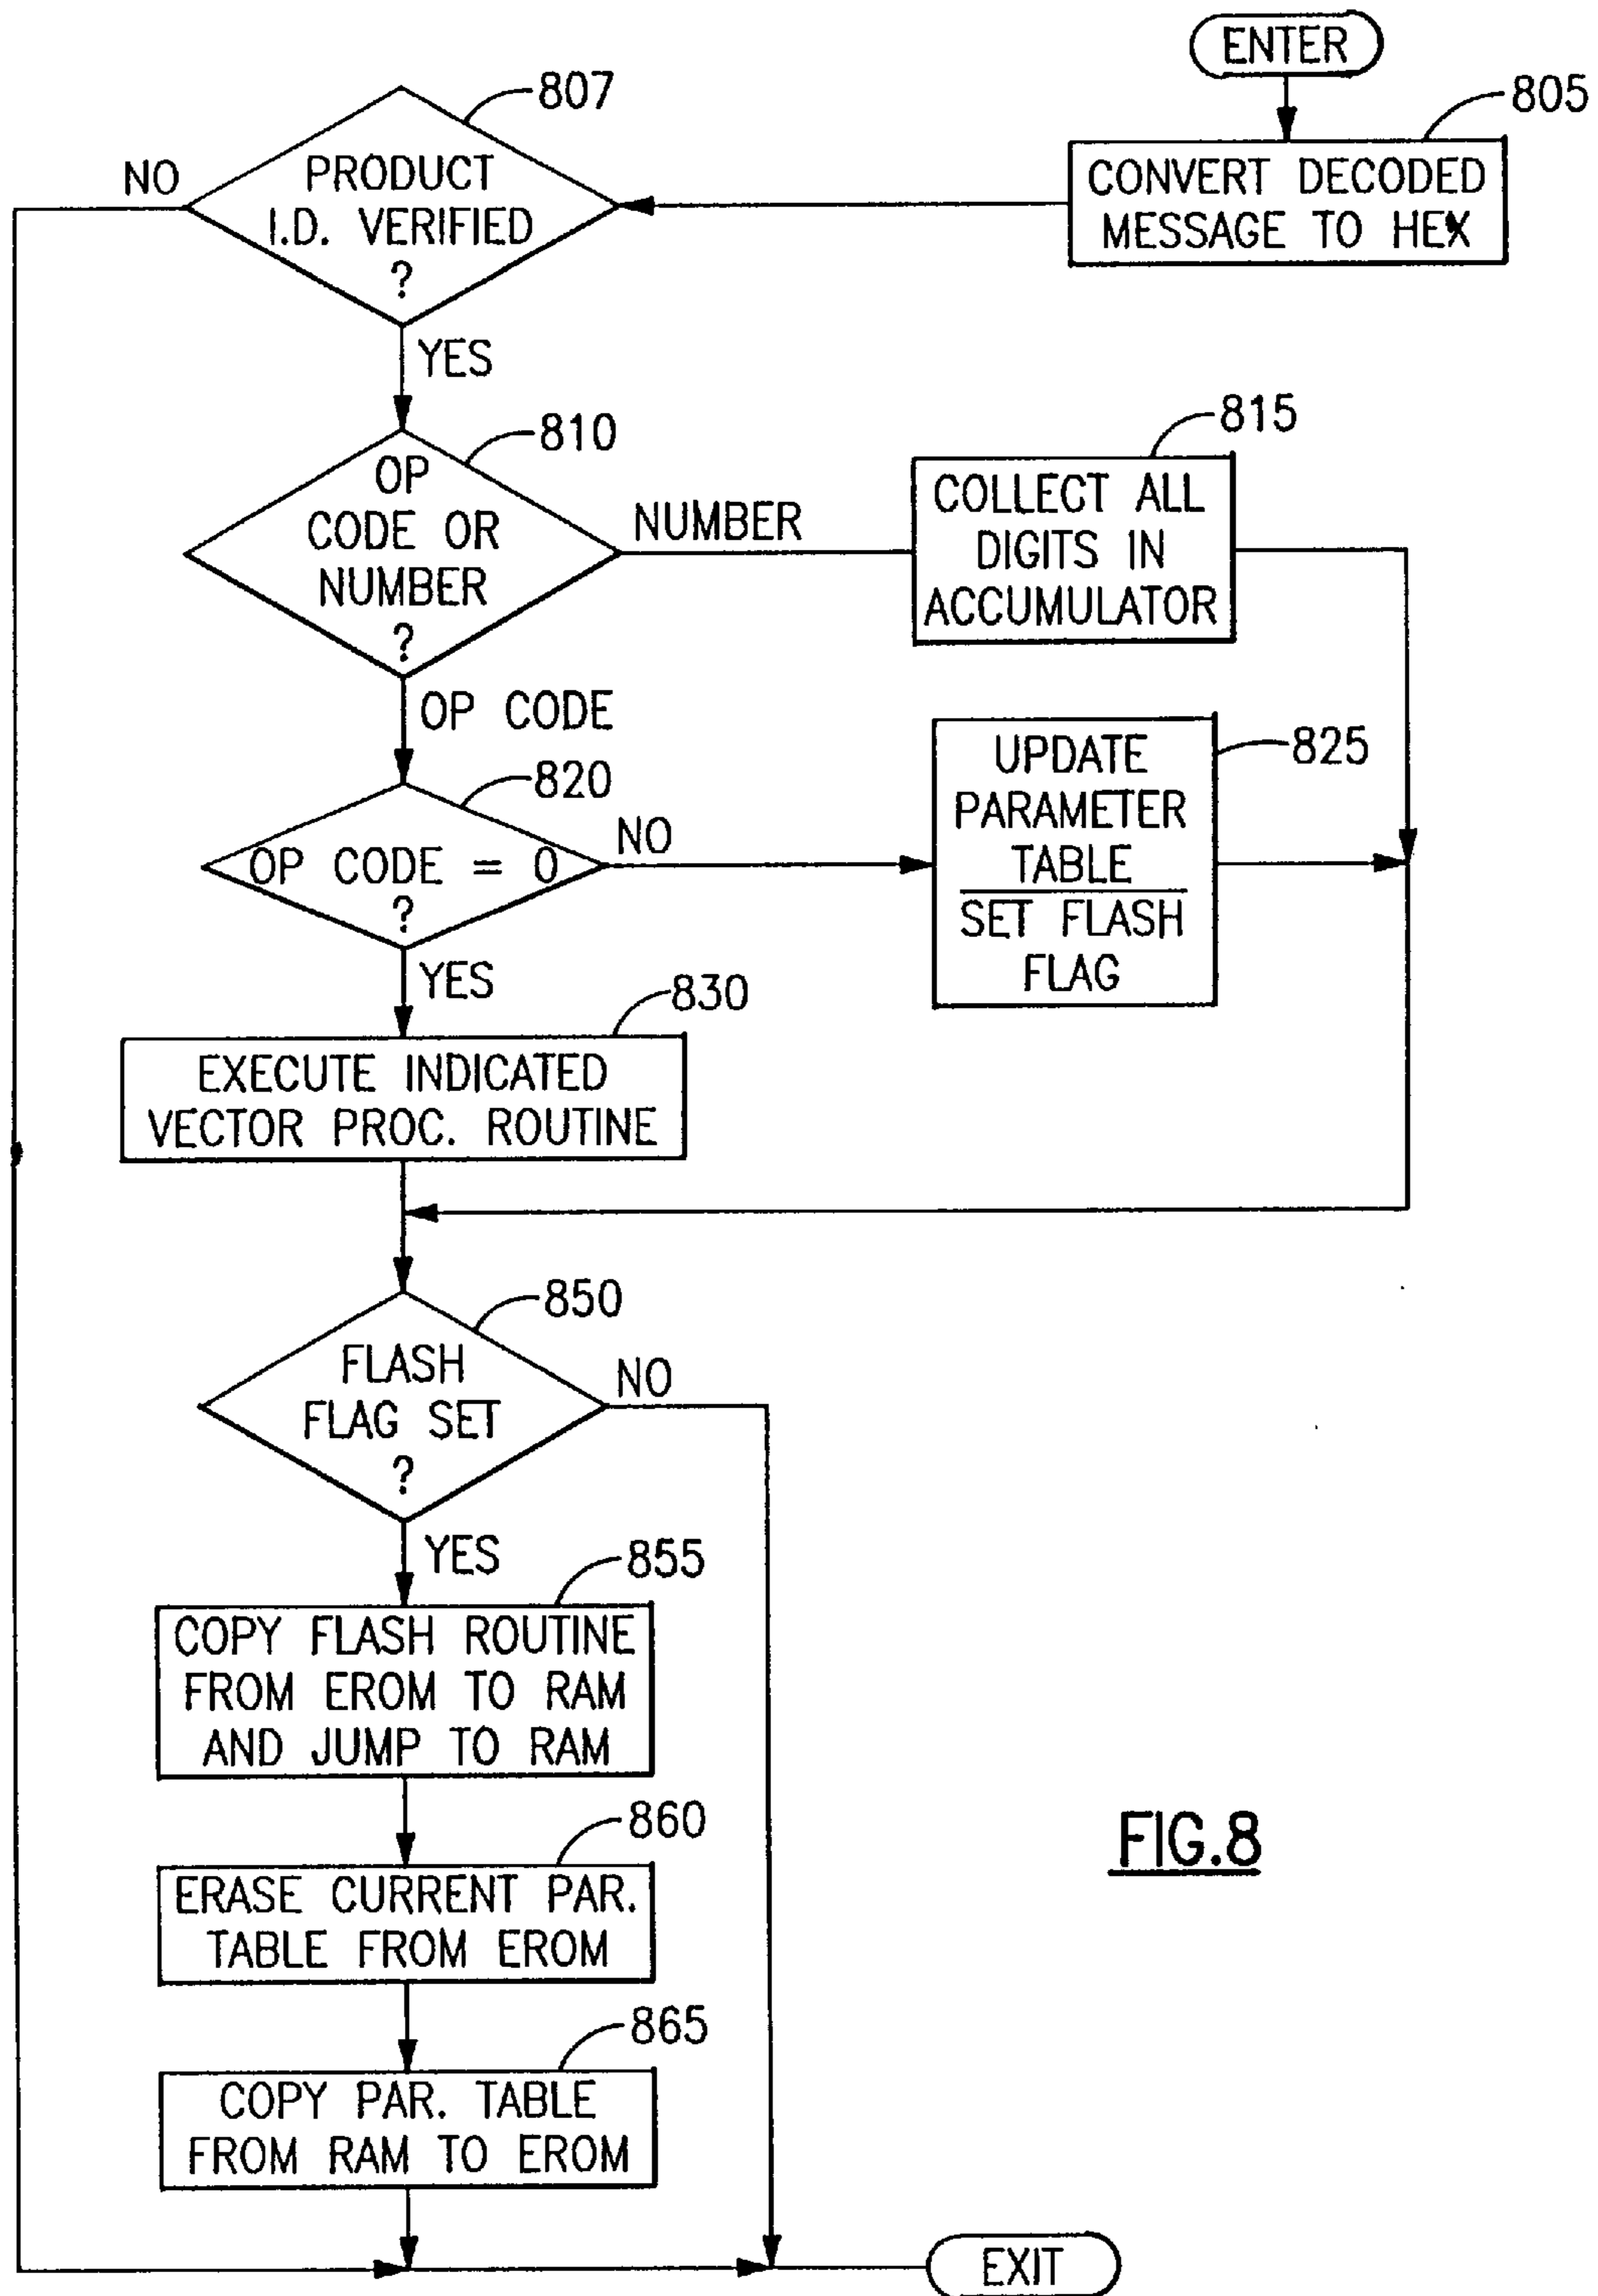 ENTER
805
CONVERT DECODED
MESSAGE TO HEX
807
PRODUCT
I.D. VERIFIED
?
NO
YES
810
OP
CODE OR
NUMBER
?
NUMBER
815
COLLECT ALL
DIGITS IN
ACCUMULATOR
OP CODE
820
OP CODE = 0
?
NO
825
UPDATE
PARAMETER
TABLE
SET FLASH
FLAG
YES
830
EXECUTE INDICATED
VECTOR PROC. ROUTINE
850
FLASH
FLAG SET
?
NO
YES
855
COPY FLASH ROUTINE
FROM EROM TO RAM
AND JUMP TO RAM
860
ERASE CURRENT PAR.
TABLE FROM EROM
865
COPY PAR. TABLE
FROM RAM TO EROM
EXIT
FIG.8